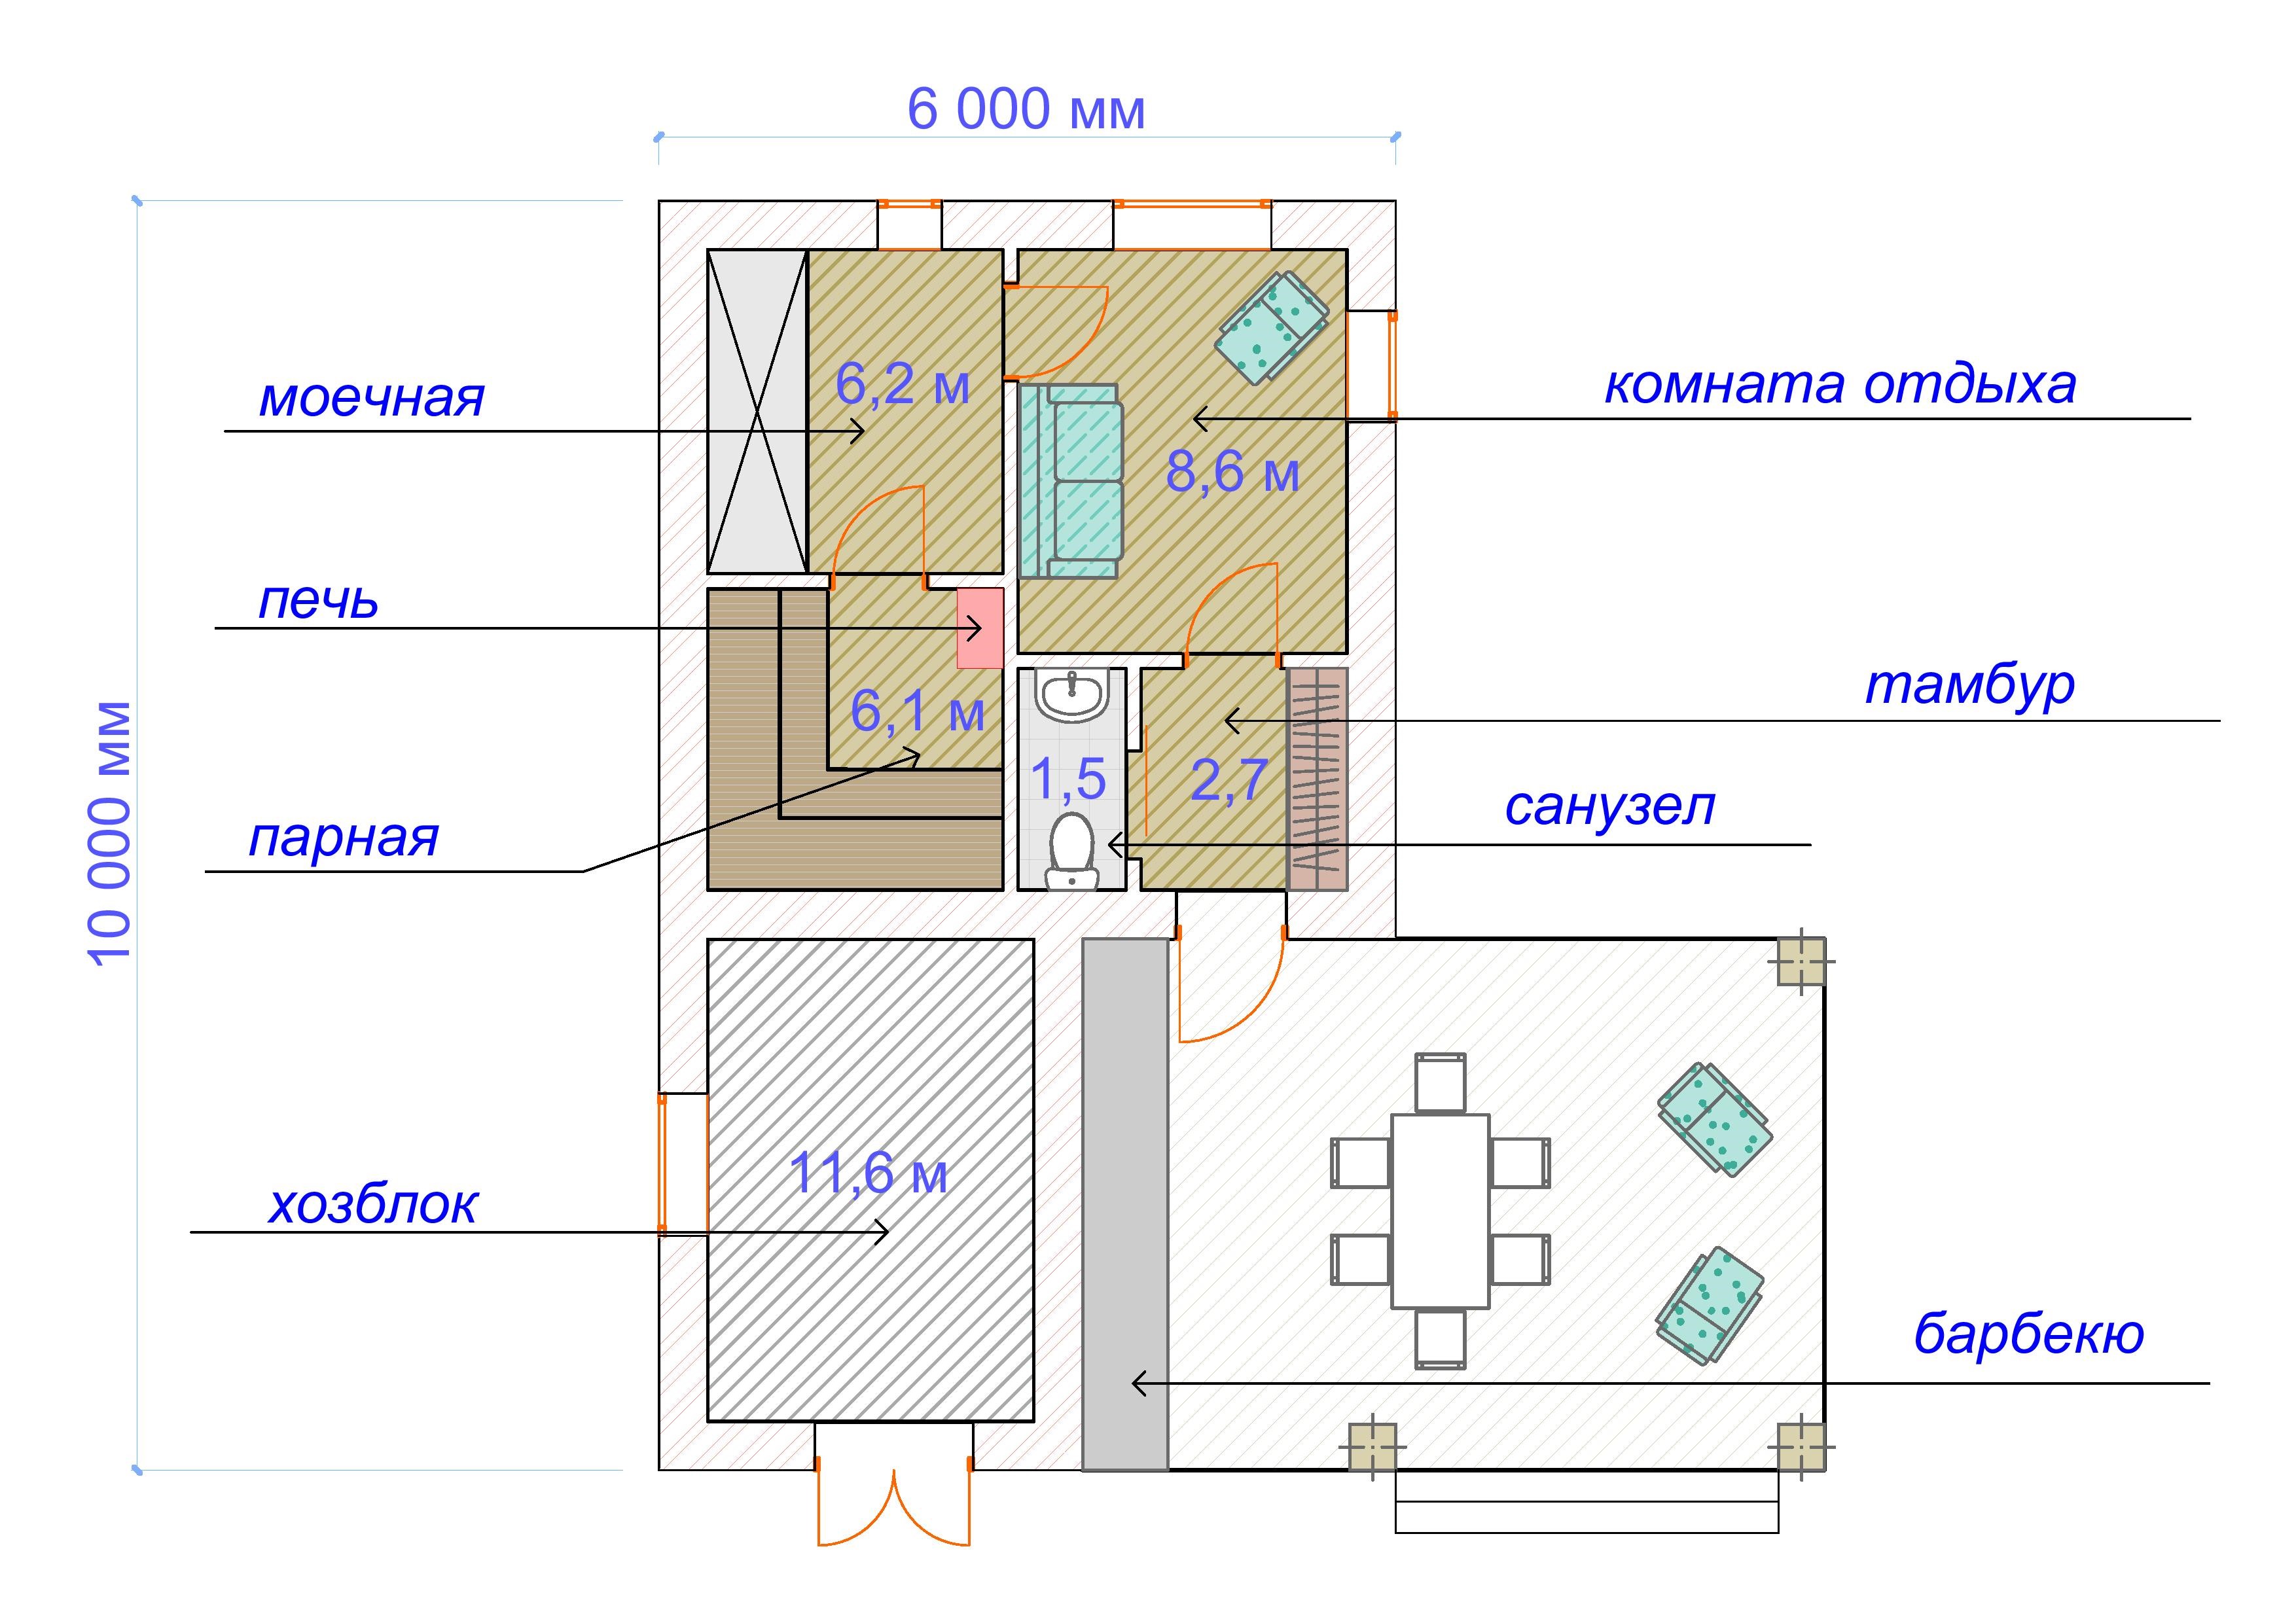 6 000 мм
моечная
6,2 м
комната отдыха
8,6 м
печь
6,1 м
тамбур
10 000 мм
1,5
2,7
санузел
парная
11,6 м
хозблок
барбекю